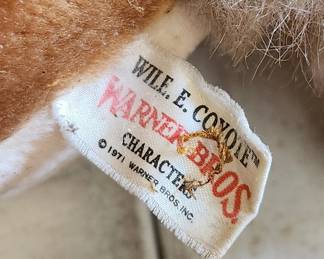 WILE. E. COYOTE™
WARNER BROS.
CHARACTERS
© 1971 WARNER BROS. INC.